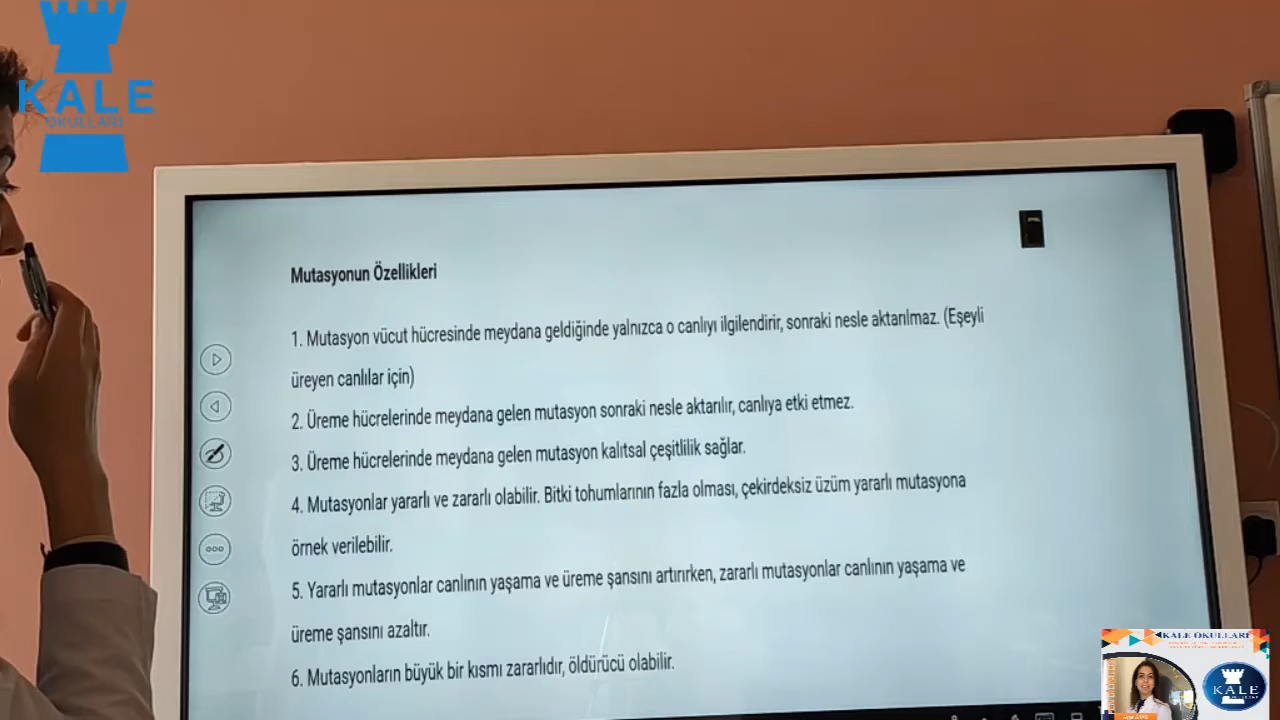 KALE
OKULLARI
Mutasyonun Özellikleri
1. Mutasyon vücut hücresinde meydana geldiğinde yalnızca o canlıyı ilgilendirir, sonraki nesle aktarılmaz. (Eşeyli
üreyen canlılar için)
2. Üreme hücrelerinde meydana gelen mutasyon sonraki nesle aktarılır, canlıya etki etmez.
3. Üreme hücrelerinde meydana gelen mutasyon kalıtsal çeşitlilik sağlar.
4. Mutasyonlar yararlı ve zararlı olabilir. Bitki tohumlarının fazla olması, çekirdeksiz üzüm yararlı mutasyona
örnek verilebilir.
5. Yararlı mutasyonlar canlının yaşama ve üreme şansını artırırken, zararlı mutasyonlar canlının yaşama ve
üreme şansını azaltır.
6. Mutasyonların büyük bir kısmı zararlıdır, öldürücü olabilir.
KALE OKULLARI
KALE